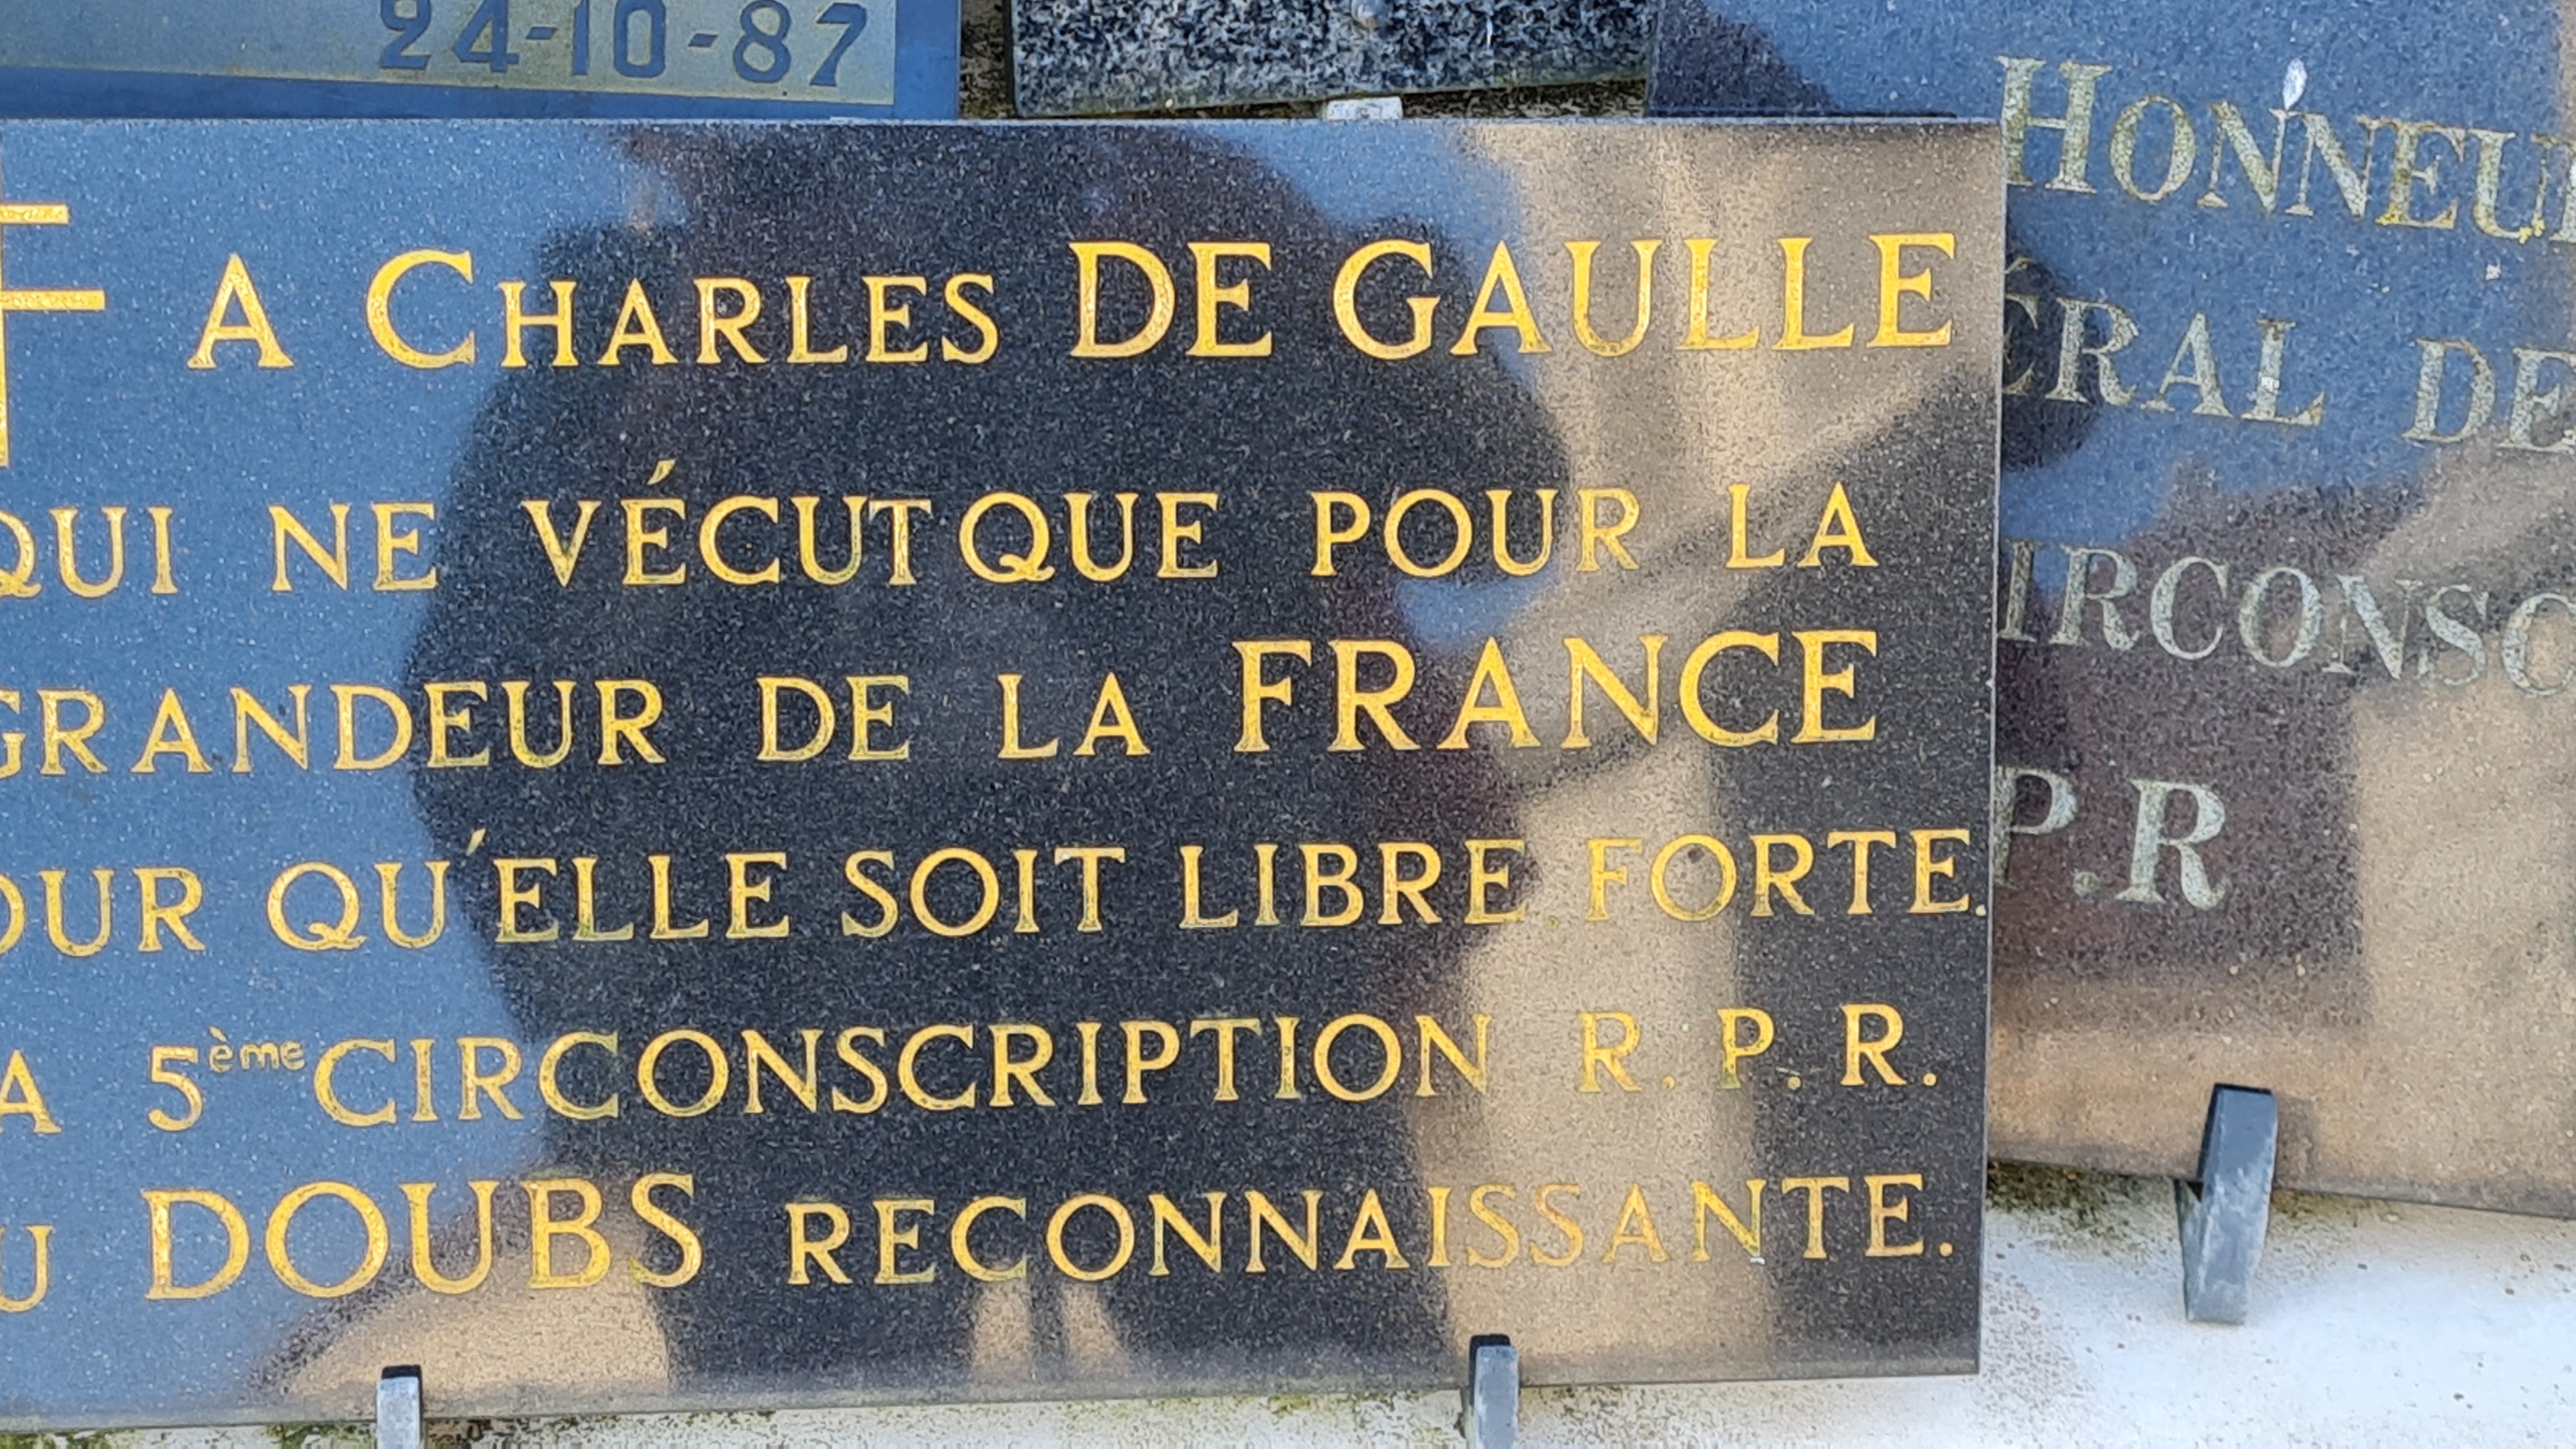 24-10-87
A CHARLES DE GAULLE
QUI NE VÉCUT QUE POUR LA
GRANDEUR DE LA FRANCE
OUR QU'ELLE SOIT LIBRE. FORTE.
A 5ème CIRCONSCRIPTION R.P.R.
U DOUBS RECONNAISSANTE.
HONNEU
ÉRAL DE
IRCONSC
P.R